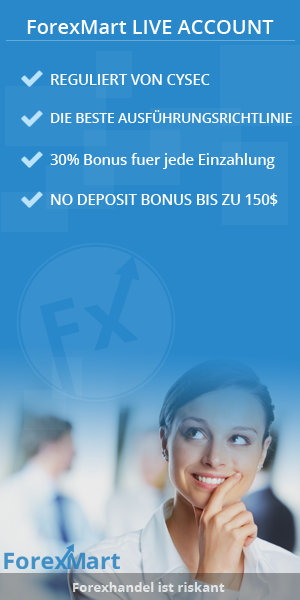 ForexMart LIVE ACCOUNT
REGULIERT VON CYSEC
DIE BESTE AUSFÜHRUNGSRICHTLINIE
30% Bonus fuer jede Einzahlung
NO DEPOSIT BONUS BIS ZU 150$
Fx
ForexMart
Forexhandel ist riskant